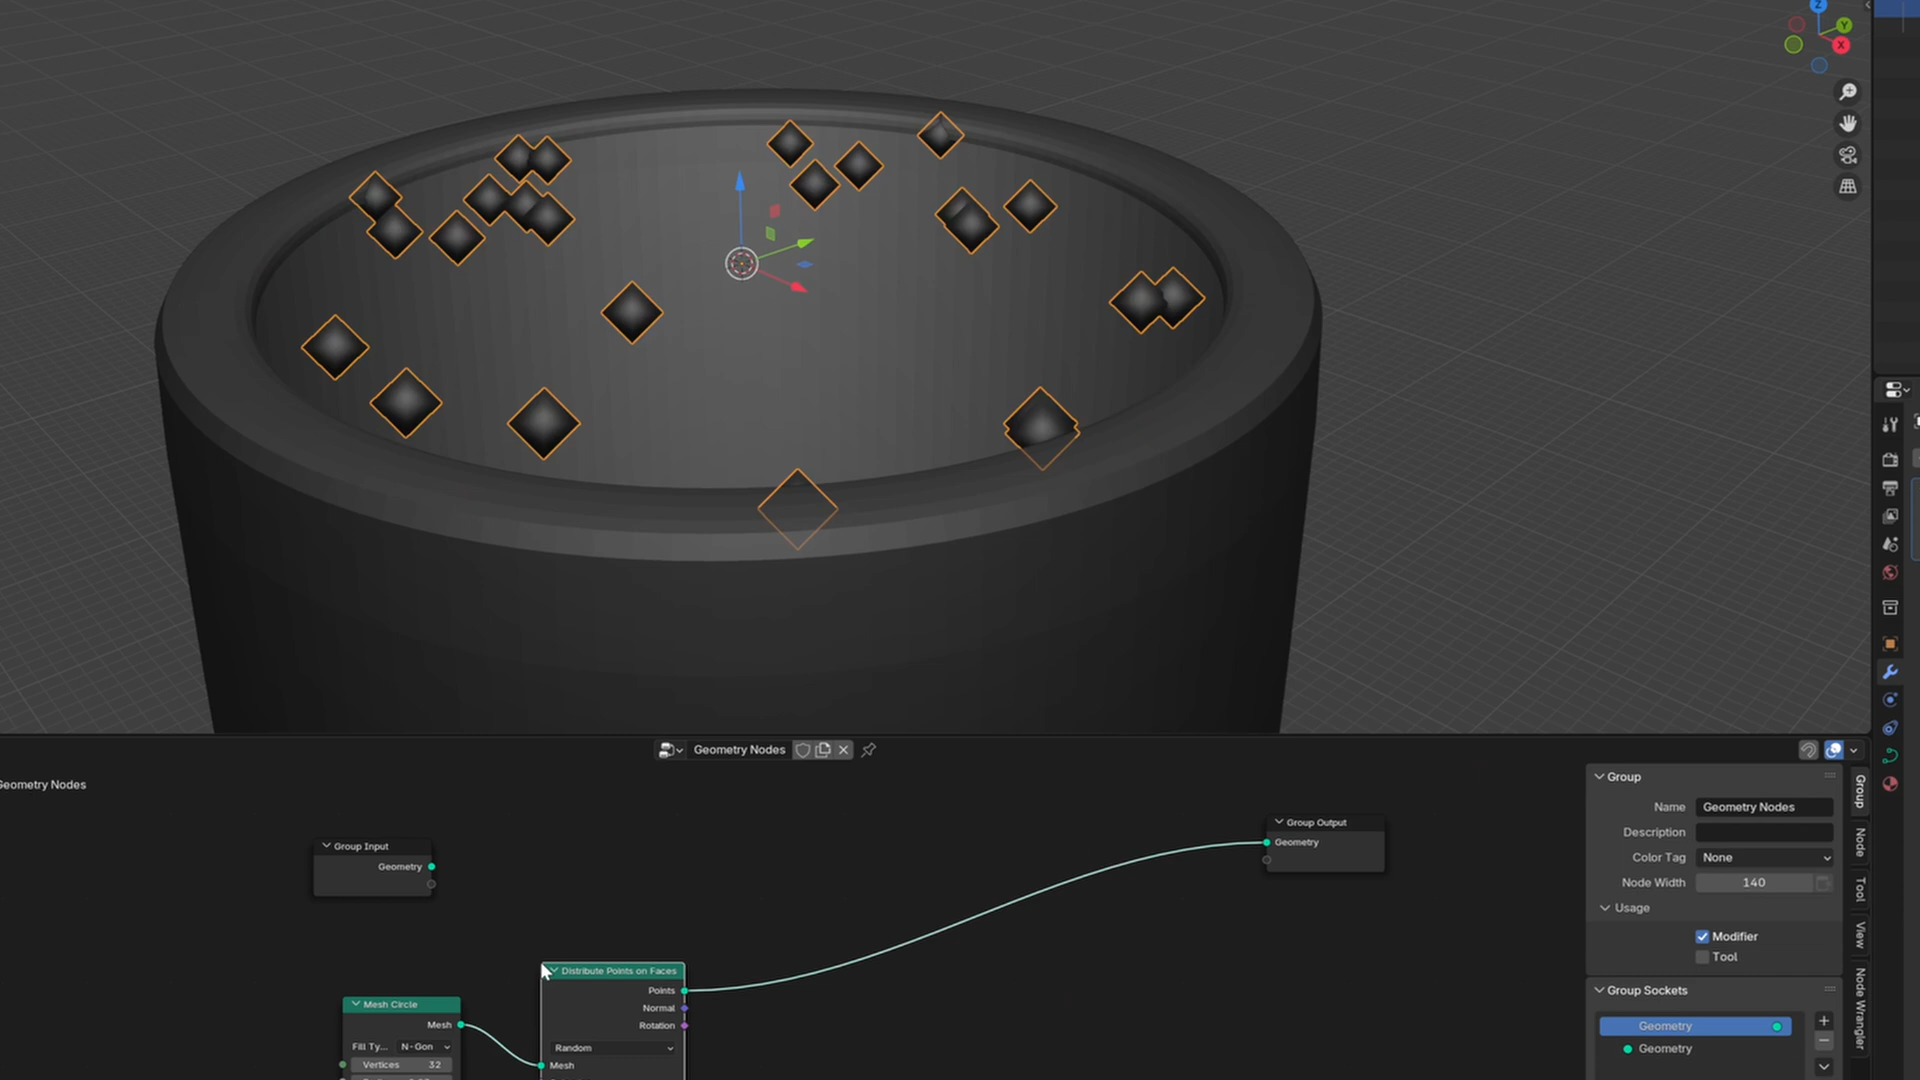 Z
Y
X
Geometry Nodes
Geometry Nodes
Group Input
Geometry
Group Output
Geometry
Distribute Points on Faces
Points
Normal
Rotation
Random
Mesh
Mesh Circle
Mesh
Fill Ty... N-Gon
Vertices 32
Group
Name Geometry Nodes
Description
Color Tag None
Node Width 140
Usage
Modifier
Tool
Group Sockets
Geometry
Geometry
Group
Node
Tool
View
Node Wrangler